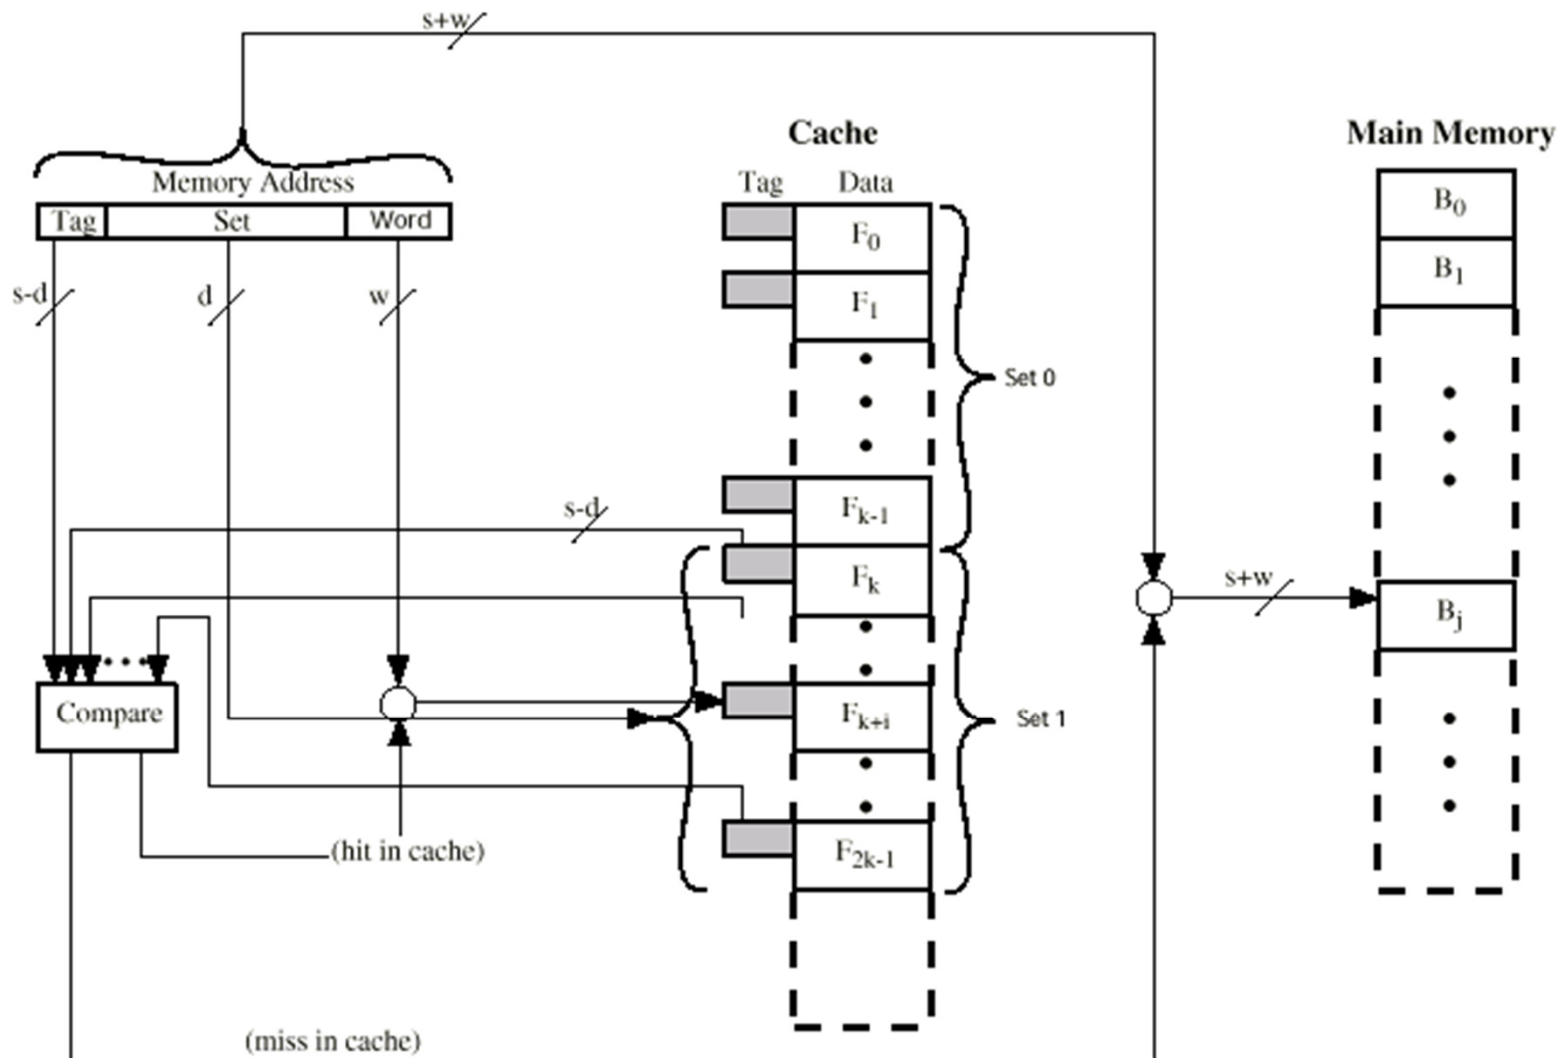 s+w
Cache
Main Memory
Memory Address
Tag Data
Tag Set Word
B0
F0
B1
s-d d w
F1
Set 0
Fk-1
s-d
Fk
s+w
Bj
Compare
Fk+i
Set 1
(hit in cache)
F2k-1
(miss in cache)